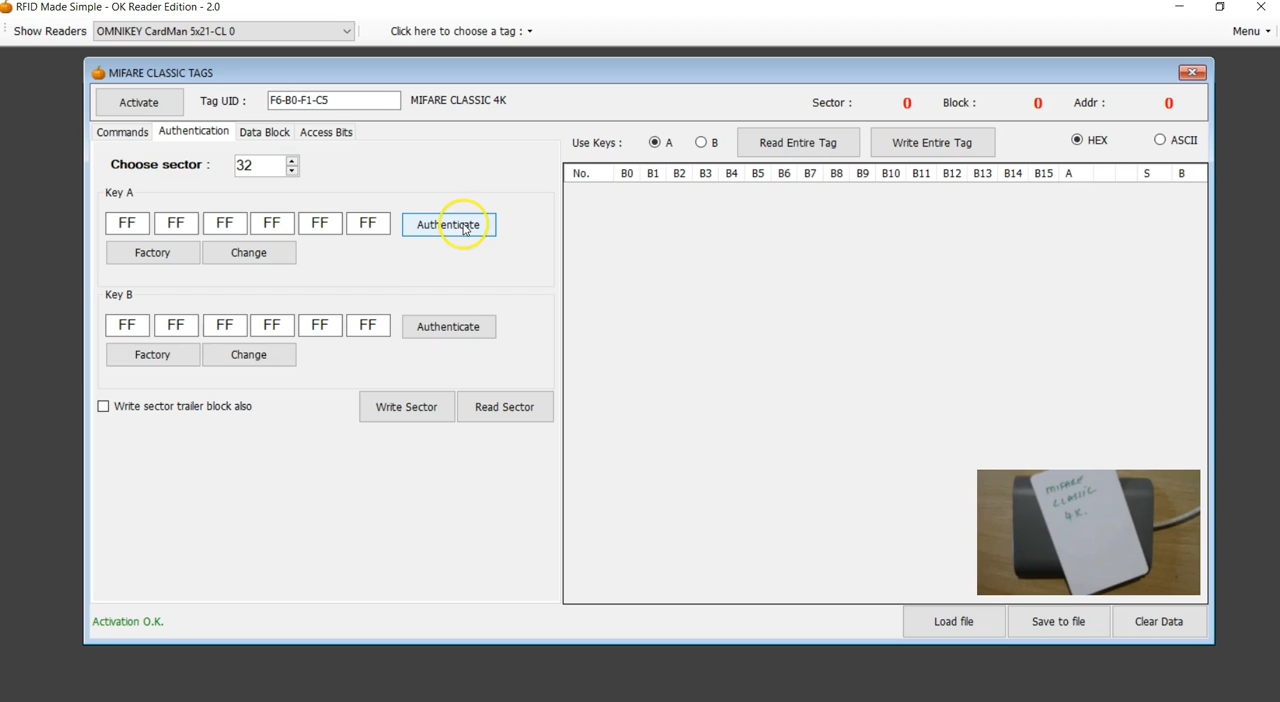 RFID Made Simple - OK Reader Edition - 2.0
Show Readers OMNIKEY CardMan 5x21-CL 0 Click here to choose a tag : Menu
MIFARE CLASSIC TAGS
Activate Tag UID : F6-B0-F1-C5 MIFARE CLASSIC 4K Sector : 0 Block : 0 Addr : 0
Commands Authentication Data Block Access Bits
Use Keys : A B Read Entire Tag Write Entire Tag HEX ASCII
Choose sector : 32
No. B0 B1 B2 B3 B4 B5 B6 B7 B8 B9 B10 B11 B12 B13 B14 B15 A S B
Key A
FF FF FF FF FF FF Authenticate
Factory Change
Key B
FF FF FF FF FF FF Authenticate
Factory Change
Write sector trailer block also Write Sector Read Sector
MIFARE
CLASSIC
4K.
Activation O.K. Load file Save to file Clear Data